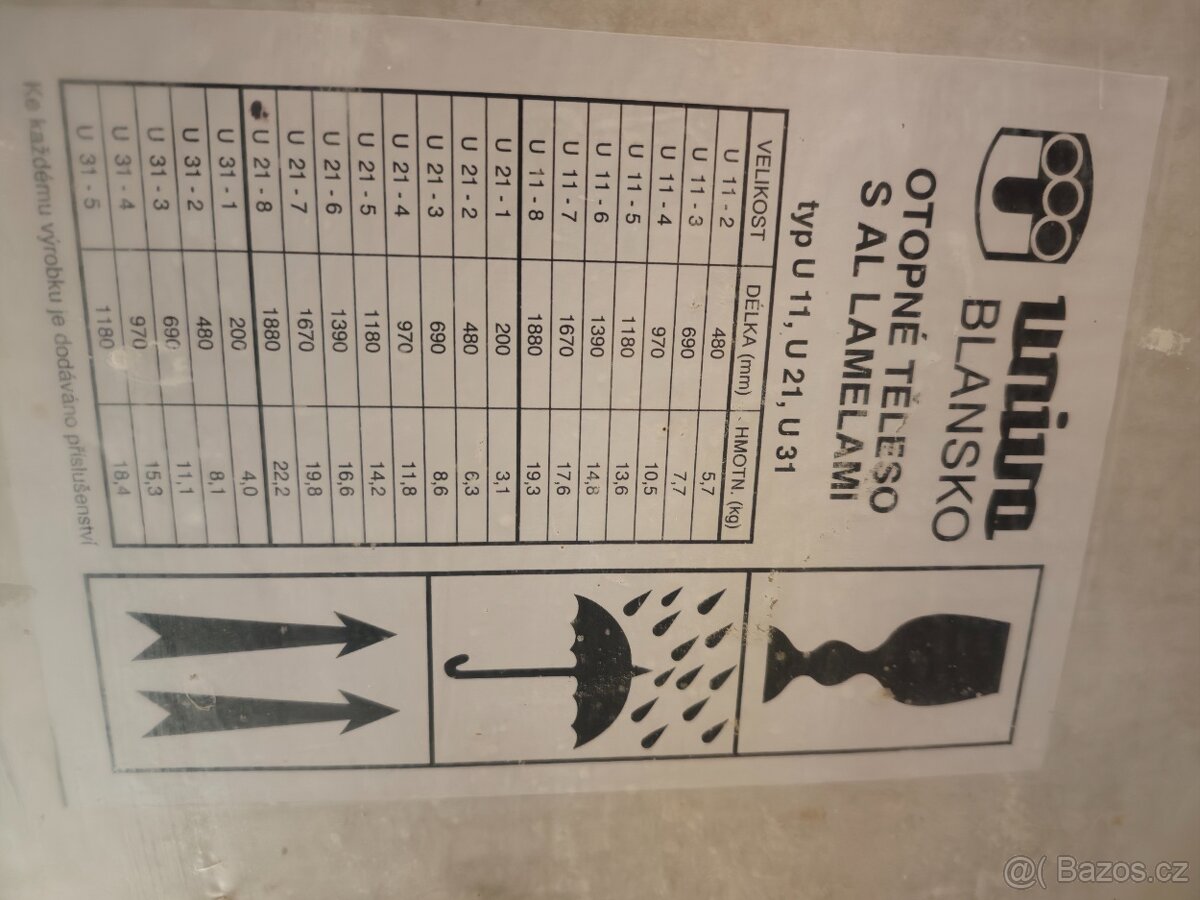 BLANSKO
OTOPNÉ TĚLESO
S AL LAMELAMI
typ U 11, U 21, U 31
VELIKOST DÉLKA (mm) HMOTN. (kg)
U 11 - 2 480 5,7
U 11 - 3 690 7,7
U 11 - 4 970 10,5
U 11 - 5 1180 13,6
U 11 - 6 1390 14,8
U 11 - 7 1670 17,6
U 11 - 8 1880 19,3
U 21 - 1 200 3,1
U 21 - 2 480 6,3
U 21 - 3 690 8,6
U 21 - 4 970 11,8
U 21 - 5 1180 14,2
U 21 - 6 1390 16,6
U 21 - 7 1670 19,8
U 21 - 8 1880 22,2
U 31 - 1 200 4,0
U 31 - 2 480 8,1
U 31 - 3 690 11,1
U 31 - 4 970 15,3
U 31 - 5 1180 18,4
Ke každému výrobku je dodáváno příslušenství
@( Bazos.cz